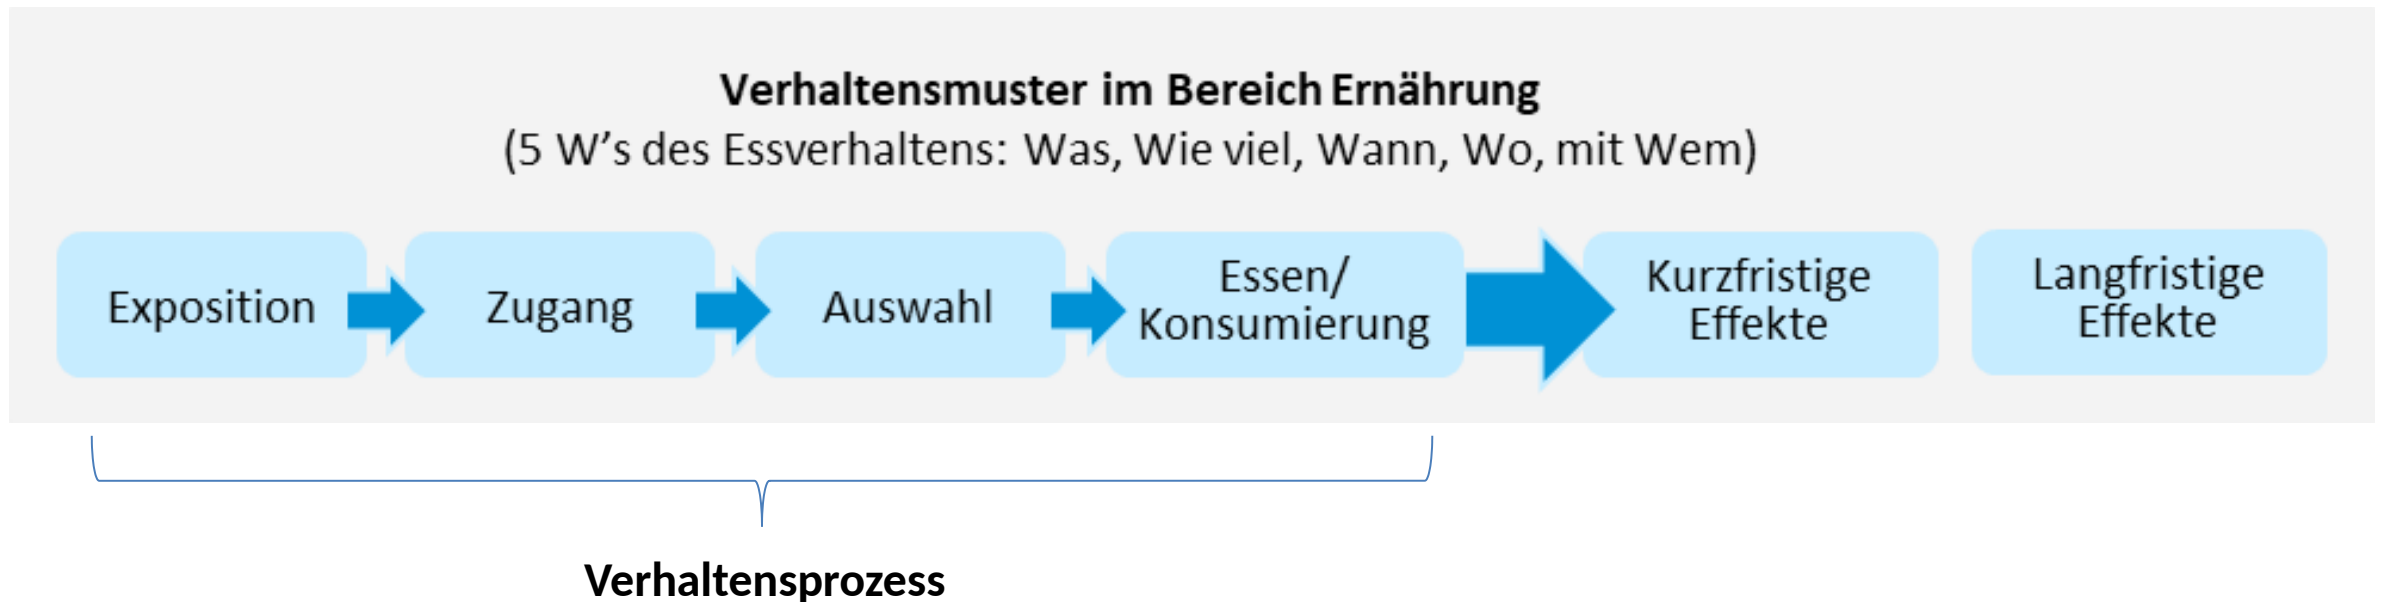 Verhaltensmuster im Bereich Ernährung
(5 W’s des Essverhaltens: Was, Wie viel, Wann, Wo, mit Wem)
Exposition
Zugang
Auswahl
Essen/
Konsumierung
Kurzfristige
Effekte
Langfristige
Effekte
Verhaltensprozess